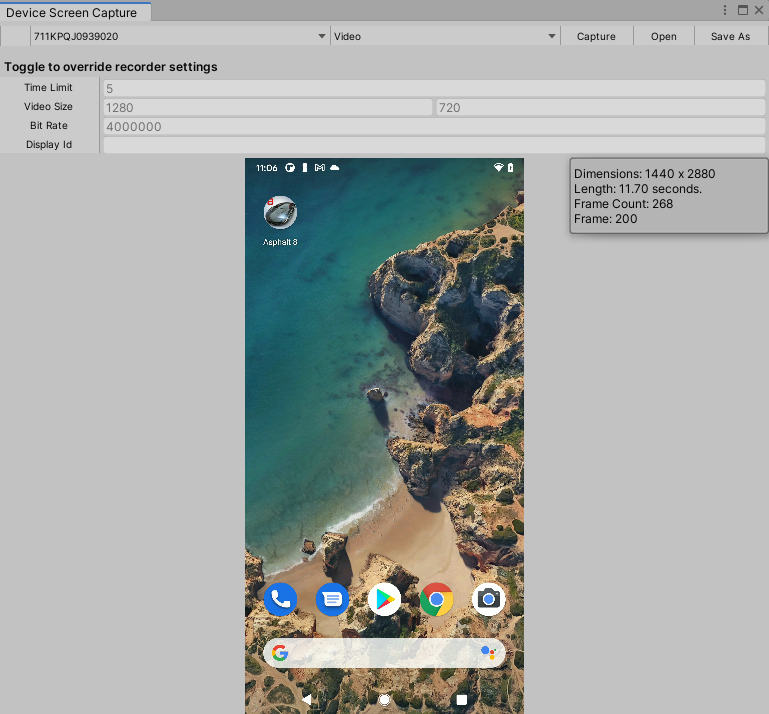 Device Screen Capture
711KPQJ0939020 Video Capture Open Save As
Toggle to override recorder settings
Time Limit 5
Video Size 1280 720
Bit Rate 4000000
Display Id
Dimensions: 1440 x 2880
Length: 11.70 seconds.
Frame Count: 268
Frame: 200
11:06
Asphalt 8